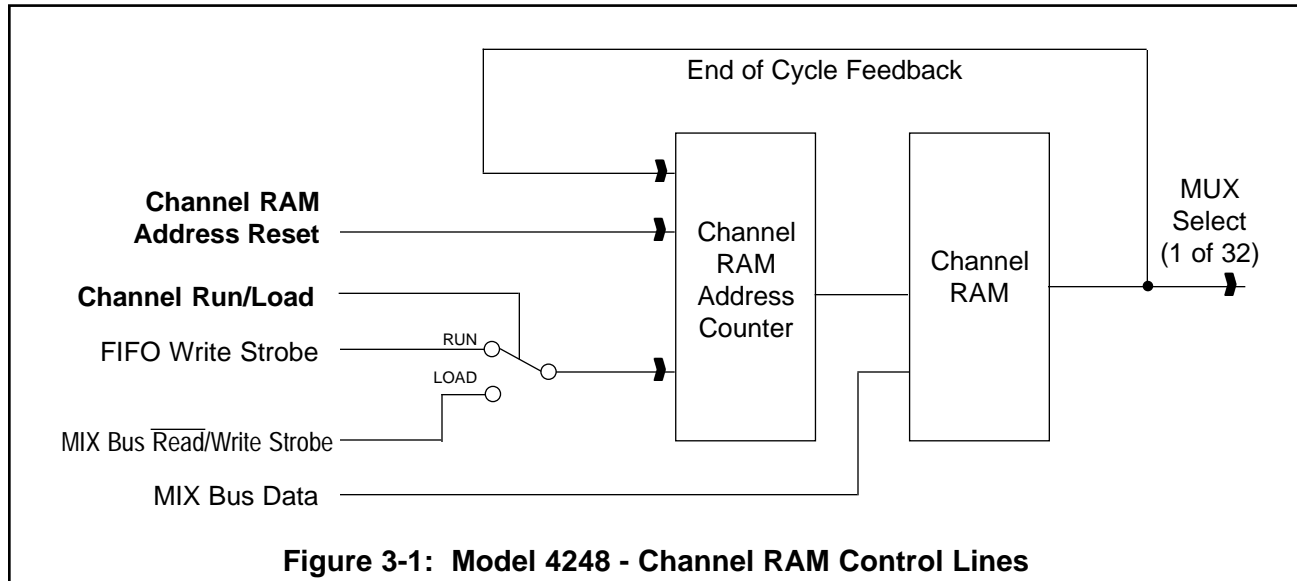 End of Cycle Feedback
Channel RAM
Address Reset
Channel Run/Load
FIFO Write Strobe
RUN
LOAD
MIX Bus Read/Write Strobe
MIX Bus Data
Channel
RAM
Address
Counter
Channel
RAM
MUX
Select
(1 of 32)
Figure 3-1: Model 4248 - Channel RAM Control Lines